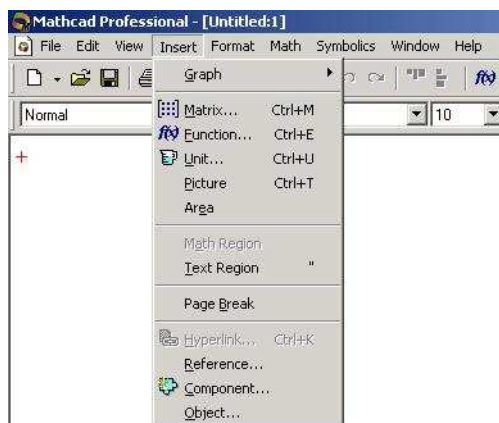 Mathcad Professional - [Untitled:1]
File Edit View Insert Format Math Symbolics Window Help
Graph
f(x)
Normal 10
Matrix... Ctrl+M
f(x) Function... Ctrl+E
Unit... Ctrl+U
Picture Ctrl+T
Area
Math Region
Text Region "
Page Break
Hyperlink... Ctrl+K
Reference...
Component...
Object...